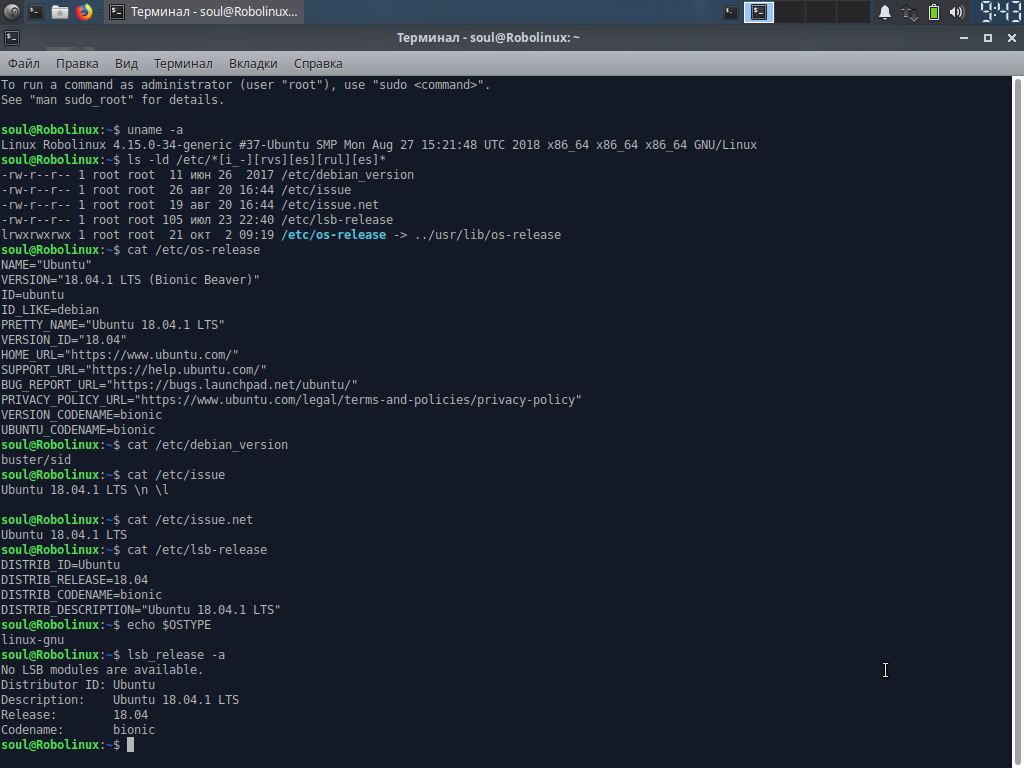 Терминал - soul@Robolinux...
9:43
Терминал - soul@Robolinux: ~
Файл Правка Вид Терминал Вкладки Справка
To run a command as administrator (user "root"), use "sudo <command>".
See "man sudo_root" for details.
soul@Robolinux:~$ uname -a
Linux Robolinux 4.15.0-34-generic #37-Ubuntu SMP Mon Aug 27 15:21:48 UTC 2018 x86_64 x86_64 x86_64 GNU/Linux
soul@Robolinux:~$ ls -ld /etc/*[i_-][rvs][es][rul][es]*
-rw-r--r-- 1 root root  11 июн 26  2017 /etc/debian_version
-rw-r--r-- 1 root root  26 авг 20 16:44 /etc/issue
-rw-r--r-- 1 root root  19 авг 20 16:44 /etc/issue.net
-rw-r--r-- 1 root root 105 июл 23 22:40 /etc/lsb-release
lrwxrwxrwx 1 root root  21 окт  2 09:19 /etc/os-release -> ../usr/lib/os-release
soul@Robolinux:~$ cat /etc/os-release
NAME="Ubuntu"
VERSION="18.04.1 LTS (Bionic Beaver)"
ID=ubuntu
ID_LIKE=debian
PRETTY_NAME="Ubuntu 18.04.1 LTS"
VERSION_ID="18.04"
HOME_URL="https://www.ubuntu.com/"
SUPPORT_URL="https://help.ubuntu.com/"
BUG_REPORT_URL="https://bugs.launchpad.net/ubuntu/"
PRIVACY_POLICY_URL="https://www.ubuntu.com/legal/terms-and-policies/privacy-policy"
VERSION_CODENAME=bionic
UBUNTU_CODENAME=bionic
soul@Robolinux:~$ cat /etc/debian_version
buster/sid
soul@Robolinux:~$ cat /etc/issue
Ubuntu 18.04.1 LTS \n \l
soul@Robolinux:~$ cat /etc/issue.net
Ubuntu 18.04.1 LTS
soul@Robolinux:~$ cat /etc/lsb-release
DISTRIB_ID=Ubuntu
DISTRIB_RELEASE=18.04
DISTRIB_CODENAME=bionic
DISTRIB_DESCRIPTION="Ubuntu 18.04.1 LTS"
soul@Robolinux:~$ echo $OSTYPE
linux-gnu
soul@Robolinux:~$ lsb_release -a
No LSB modules are available.
Distributor ID: Ubuntu
Description:    Ubuntu 18.04.1 LTS
Release:        18.04
Codename:       bionic
soul@Robolinux:~$